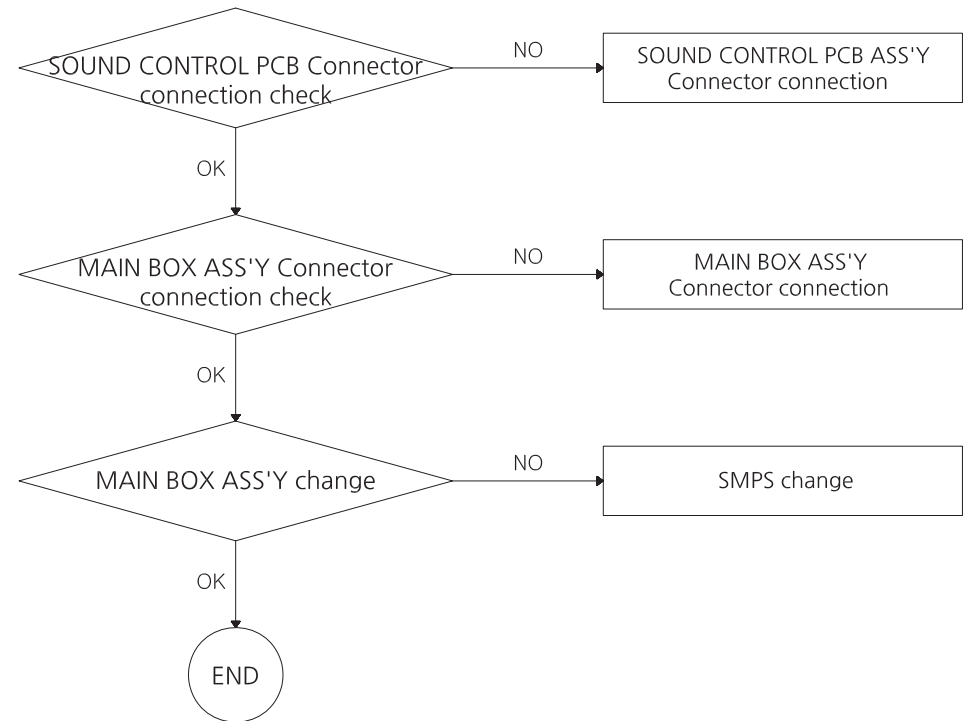 SOUND CONTROL PCB Connector
connection check
NO
SOUND CONTROL PCB ASS'Y
Connector connection
OK
MAIN BOX ASS'Y Connector
connection check
NO
MAIN BOX ASS'Y
Connector connection
OK
MAIN BOX ASS'Y change
NO
SMPS change
OK
END